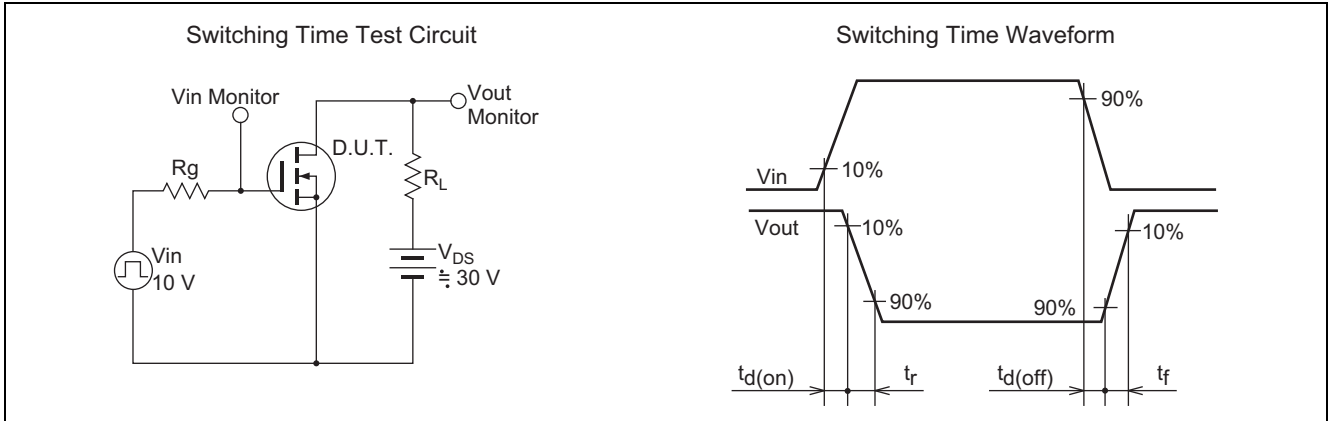 Switching Time Test Circuit
Vin Monitor
Vout
Monitor
D.U.T.
Rg
RL
Vin
10 V
VDS
≒ 30 V
Switching Time Waveform
90%
10%
Vin
Vout
10%
10%
90%
90%
td(on)
tr
td(off)
tf